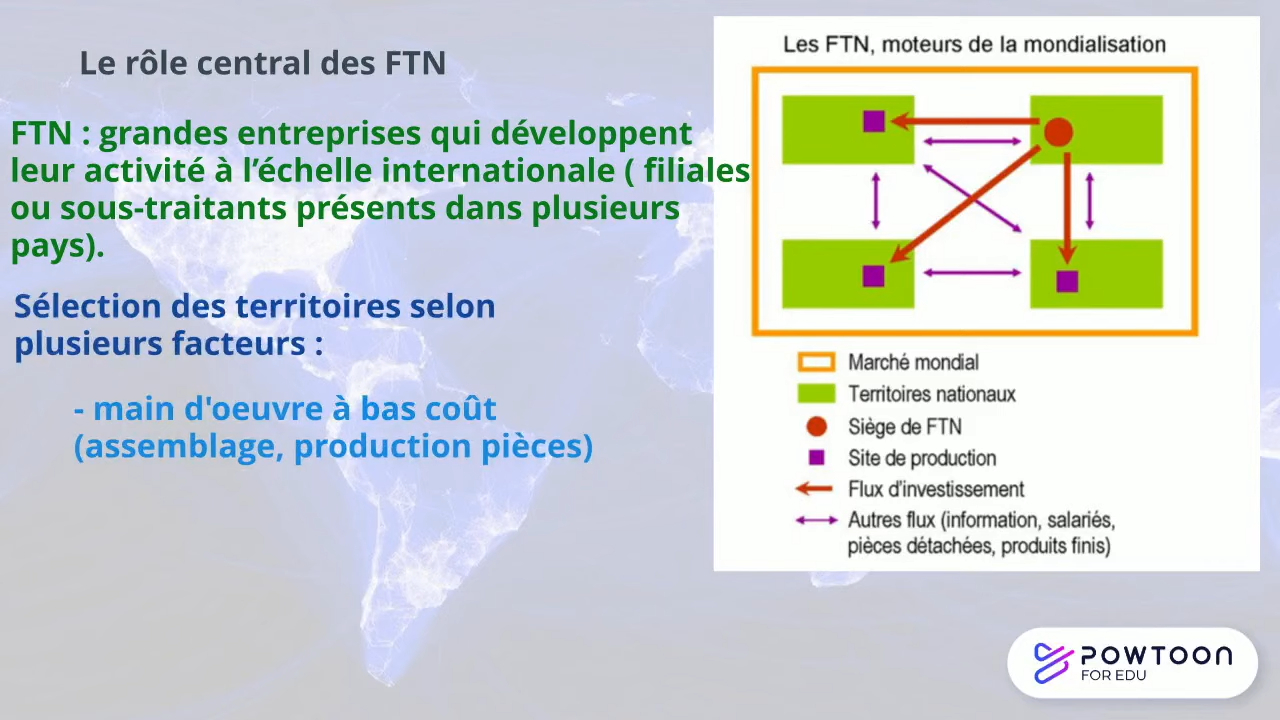 Le rôle central des FTN
FTN : grandes entreprises qui développent
leur activité à l’échelle internationale ( filiales
ou sous-traitants présents dans plusieurs
pays).
Sélection des territoires selon
plusieurs facteurs :
- main d'oeuvre à bas coût
(assemblage, production pièces)
Les FTN, moteurs de la mondialisation
Marché mondial
Territoires nationaux
Siège de FTN
Site de production
Flux d'investissement
Autres flux (information, salariés,
pièces détachées, produits finis)
POWTOON
FOR EDU